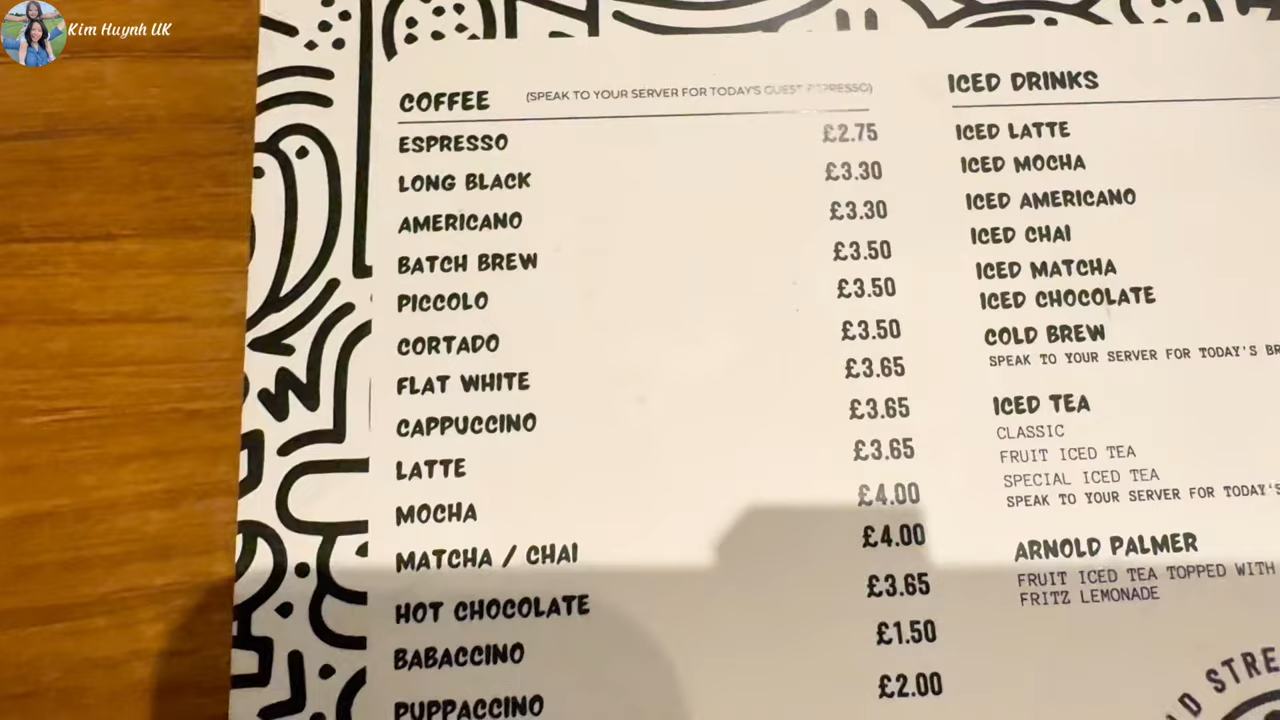 Kim Huynh UK
COFFEE (SPEAK TO YOUR SERVER FOR TODAY'S GUEST ESPRESSO)
ESPRESSO £2.75
LONG BLACK £3.30
AMERICANO £3.30
BATCH BREW £3.50
PICCOLO £3.50
CORTADO £3.50
FLAT WHITE £3.65
CAPPUCCINO £3.65
LATTE £3.65
MOCHA £4.00
MATCHA / CHAI £4.00
HOT CHOCOLATE £3.65
BABACCINO £1.50
PUPPACCINO £2.00
ICED DRINKS
ICED LATTE
ICED MOCHA
ICED AMERICANO
ICED CHAI
ICED MATCHA
ICED CHOCOLATE
COLD BREW
SPEAK TO YOUR SERVER FOR TODAY'S BR
ICED TEA
CLASSIC
FRUIT ICED TEA
SPECIAL ICED TEA
SPEAK TO YOUR SERVER FOR TODAY'S
ARNOLD PALMER
FRUIT ICED TEA TOPPED WITH
FRITZ LEMONADE